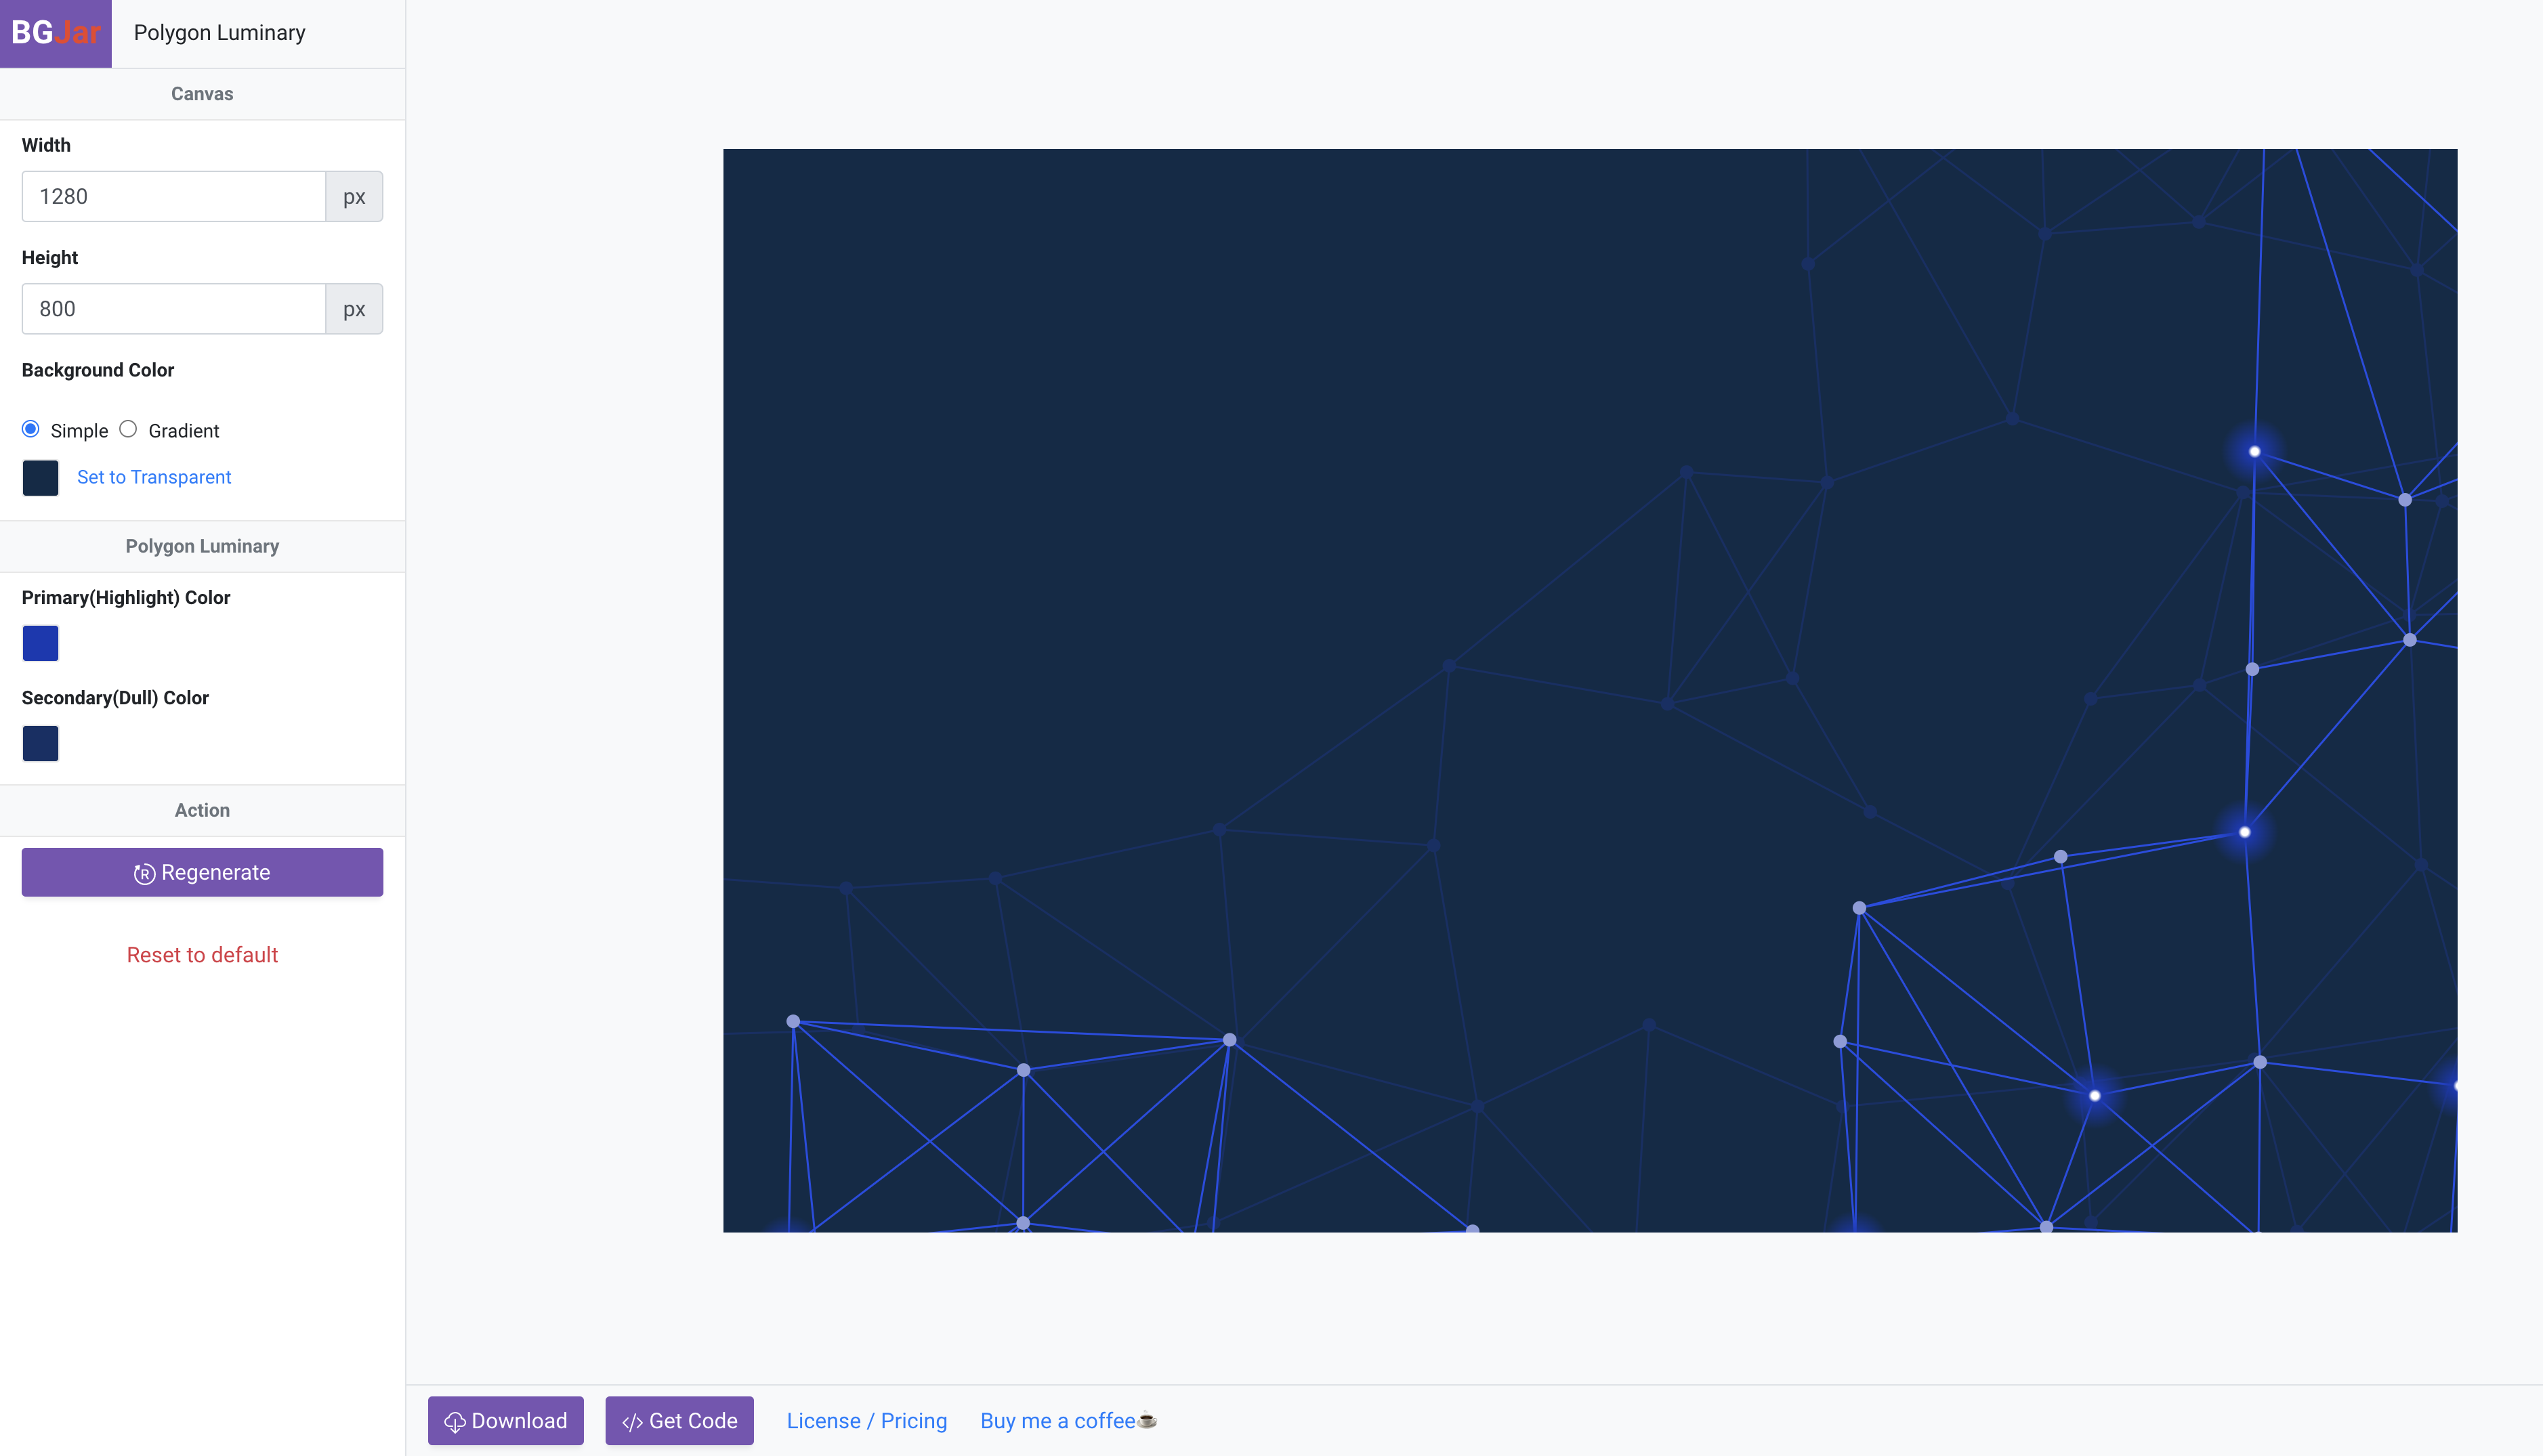 BGJar Polygon Luminary
Canvas
Width
1280 px
Height
800 px
Background Color
Simple Gradient
Set to Transparent
Polygon Luminary
Primary(Highlight) Color
Secondary(Dull) Color
Action
R Regenerate
Reset to default
Download </> Get Code License / Pricing Buy me a coffee☕